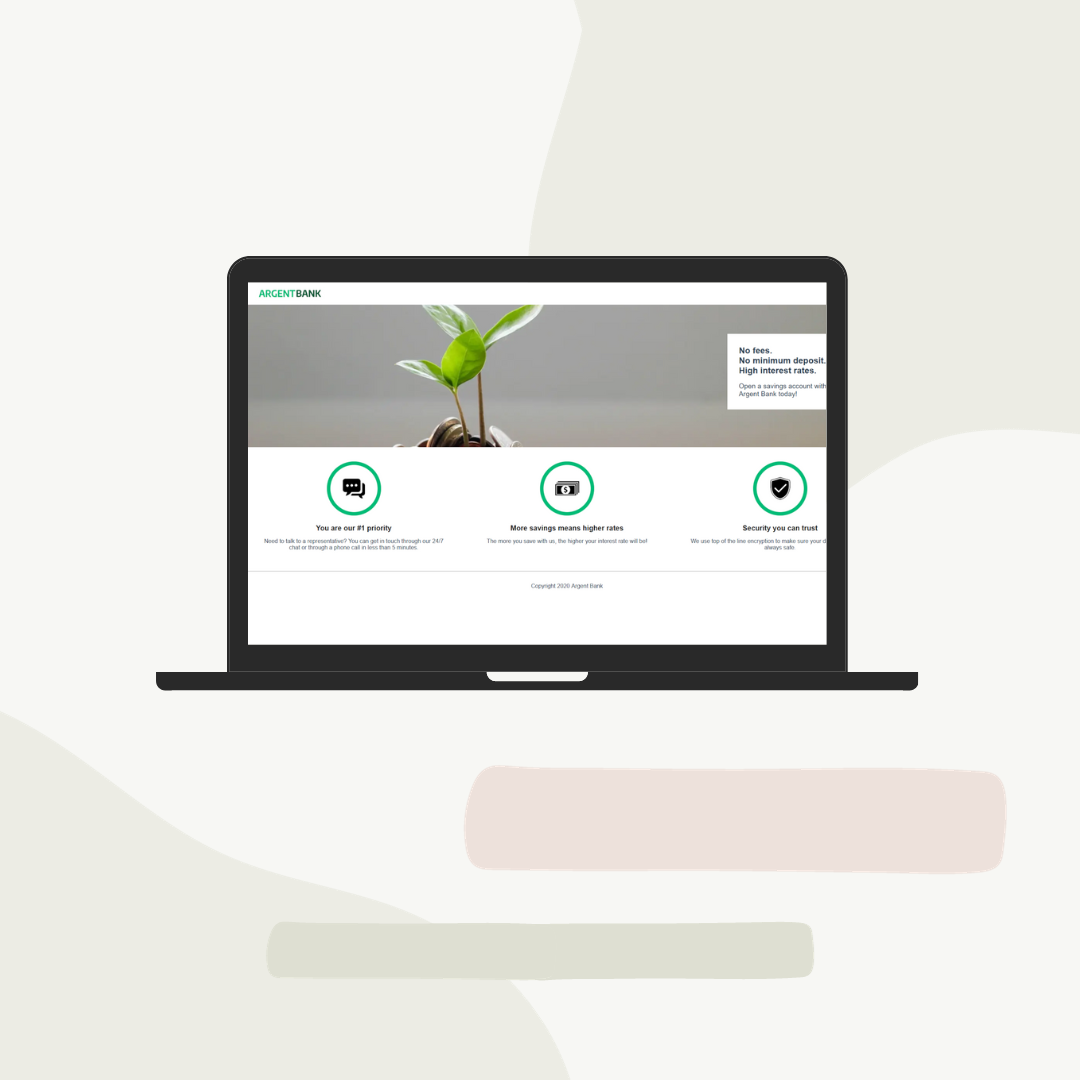 ARGENTBANK
No fees.
No minimum deposit.
High interest rates.
Open a savings account with
Argent Bank today!
You are our #1 priority
Need to talk to a representative? You can get in touch through our 24/7
chat or through a phone call in less than 5 minutes
More savings means higher rates
The more you save with us, the higher your interest rate will be!
Security you can trust
We use top of the line encryption to make sure your d
always safe
Copyright 2020 Argent Bank